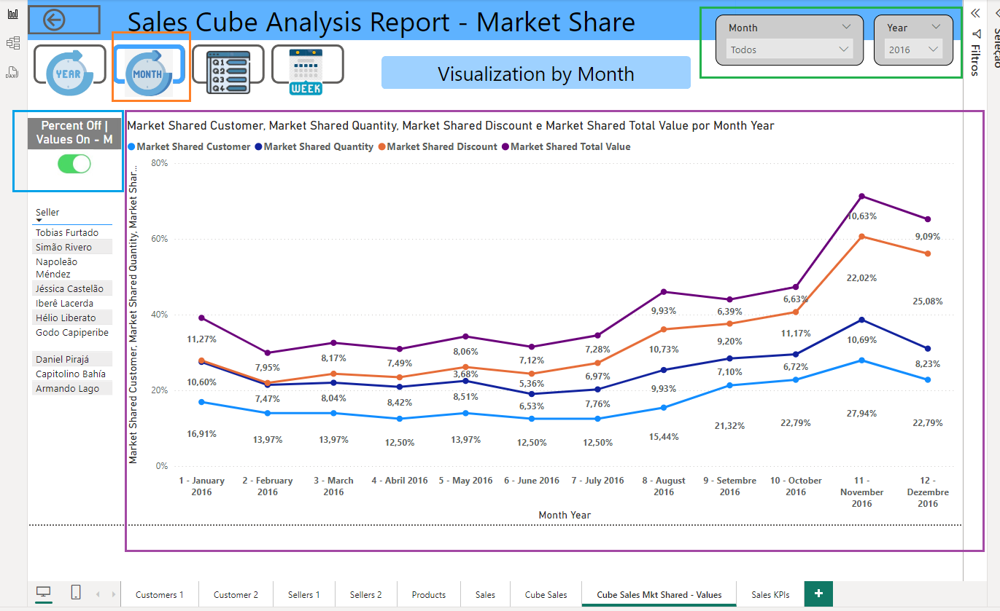 Sales Cube Analysis Report - Market Share
Month
Todos
Year
2016
Seleção
Filtros
YEAR
MONTH
Q1
Q2
Q3
Q4
WEEK
DAX
Visualization by Month
Percent Off |
Values On - M
Seller
Tobias Furtado
Simão Rivero
Napoleão
Méndez
Jéssica Castelão
Iberê Lacerda
Hélio Liberato
Godo Capiperibe
Daniel Pirajá
Capitolino Bahía
Armando Lago
Market Shared Customer, Market Shared Quantity, Market Shared Discount e Market Shared Total Value por Month Year
Market Shared Customer Market Shared Quantity Market Shared Discount Market Shared Total Value
Market Shared Customer, Market Shared Quantity, Market Shar...
80%
60%
40%
20%
0%
11,27% 7,95% 8,17% 7,49% 8,06% 7,12% 7,28% 9,93% 6,39% 6,63% 10,63% 9,09%
3,68% 5,36% 6,97% 10,73% 9,20% 11,17% 22,02% 25,08%
10,60% 7,47% 8,04% 8,42% 8,51% 6,53% 7,76% 9,93% 7,10% 6,72% 10,69% 8,23%
16,91% 13,97% 13,97% 12,50% 13,97% 12,50% 12,50% 15,44% 21,32% 22,79% 27,94% 22,79%
1 - January
2016
2 - February
2016
3 - March
2016
4 - Abril 2016
5 - May 2016
6 - June 2016
7 - July 2016
8 - August
2016
9 - Setembre
2016
10 - October
2016
11 -
November
2016
12 -
Dezembre
2016
Month Year
Customers 1
Customer 2
Sellers 1
Sellers 2
Products
Sales
Cube Sales
Cube Sales Mkt Shared - Values
Sales KPIs
+